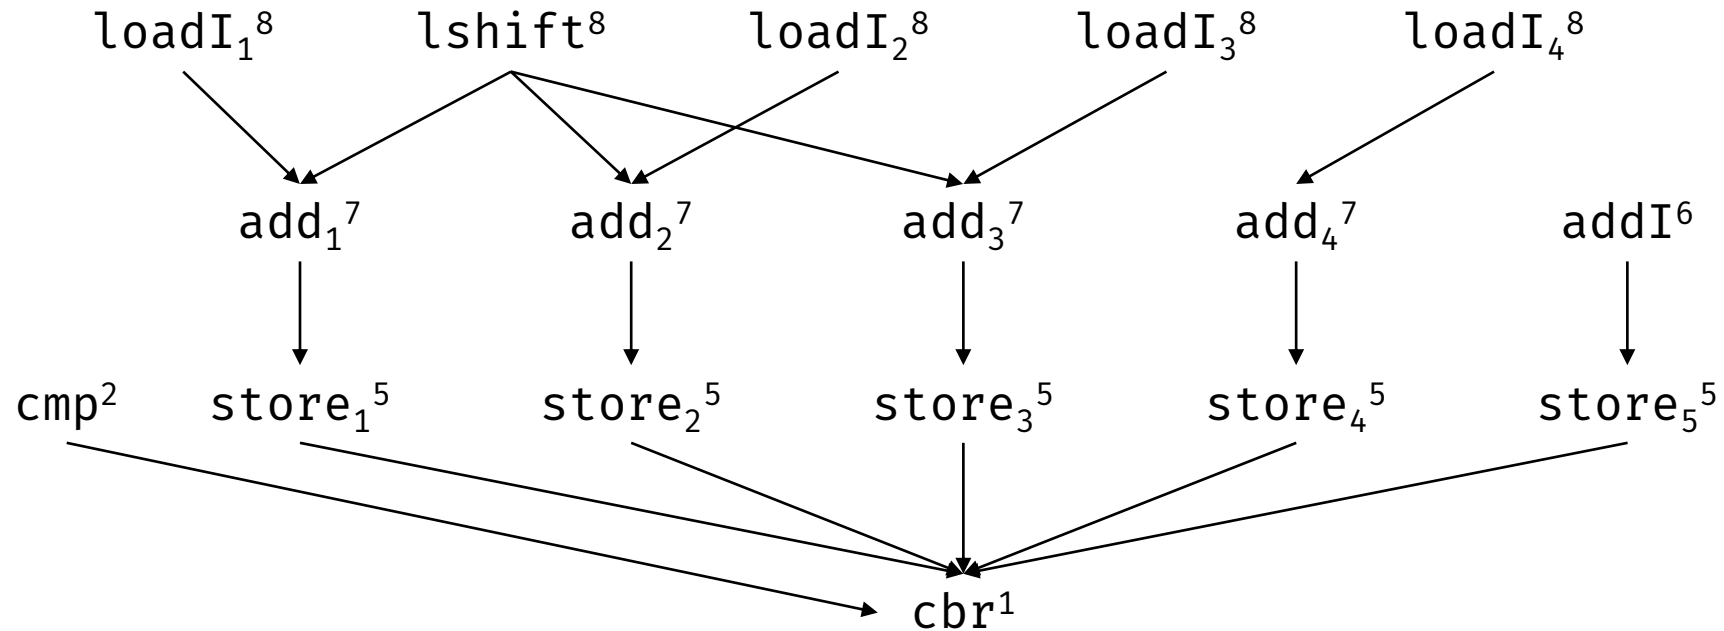 loadI₁⁸ lshift⁸ loadI₂⁸ loadI₃⁸ loadI₄⁸
add₁⁷ add₂⁷ add₃⁷ add₄⁷ addI⁶
cmp² store₁⁵ store₂⁵ store₃⁵ store₄⁵ store₅⁵
cbr¹